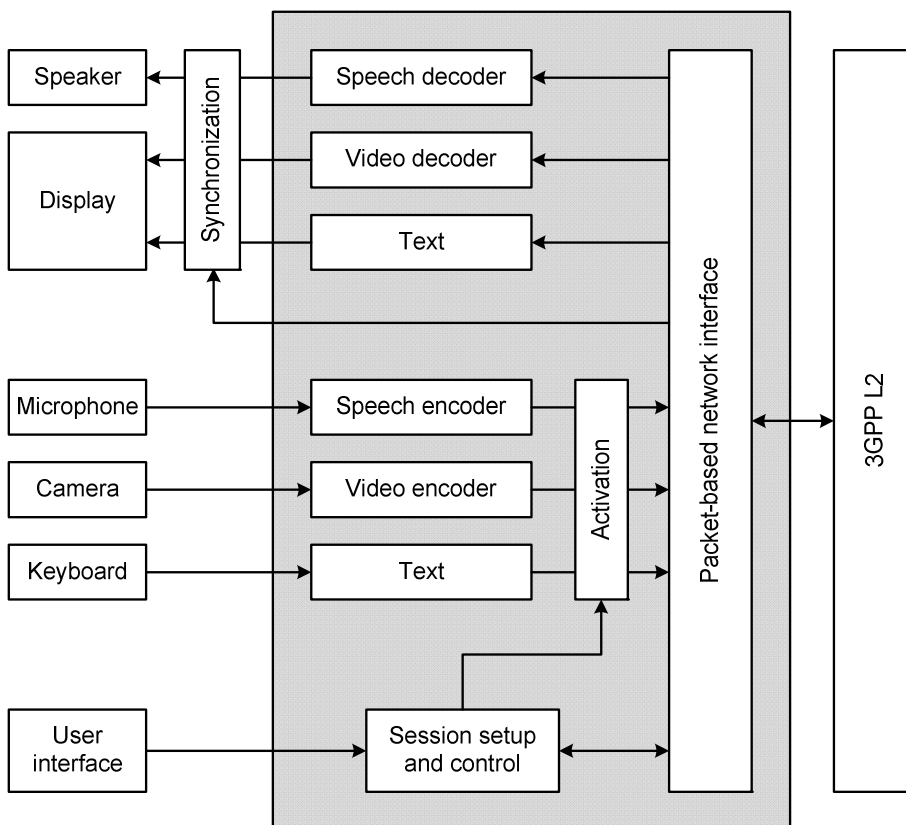 Speaker
Display
Synchronization
Speech decoder
Video decoder
Text
Microphone
Camera
Keyboard
Speech encoder
Video encoder
Text
Activation
User
interface
Session setup
and control
Packet-based network interface
3GPP L2